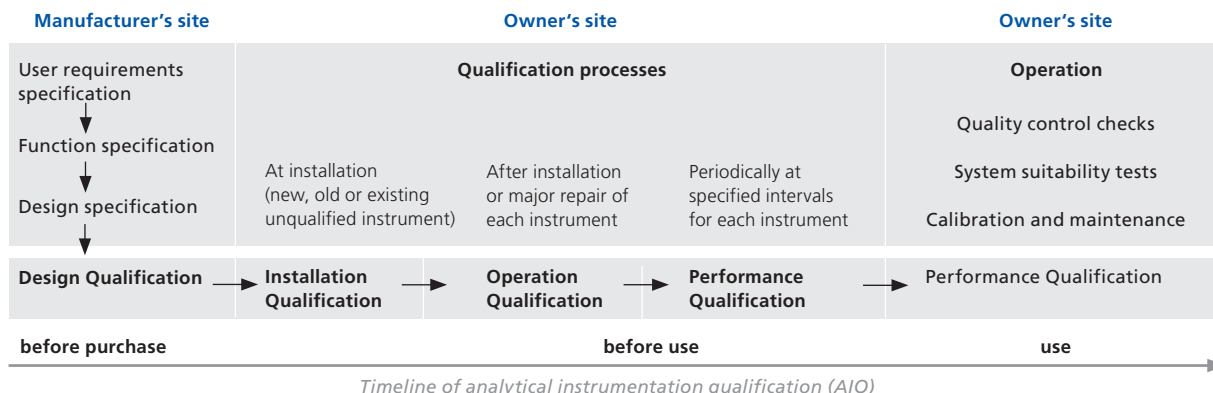 Manufacturer's site
Owner's site
Owner's site
User requirements
specification
Function specification
Design specification
Qualification processes
At installation
(new, old or existing
unqualified instrument)
After installation
or major repair of
each instrument
Periodically at
specified intervals
for each instrument
Operation
Quality control checks
System suitability tests
Calibration and maintenance
Design Qualification
Installation
Qualification
Operation
Qualification
Performance
Qualification
Performance Qualification
before purchase
before use
use
Timeline of analytical instrumentation qualification (AIQ)